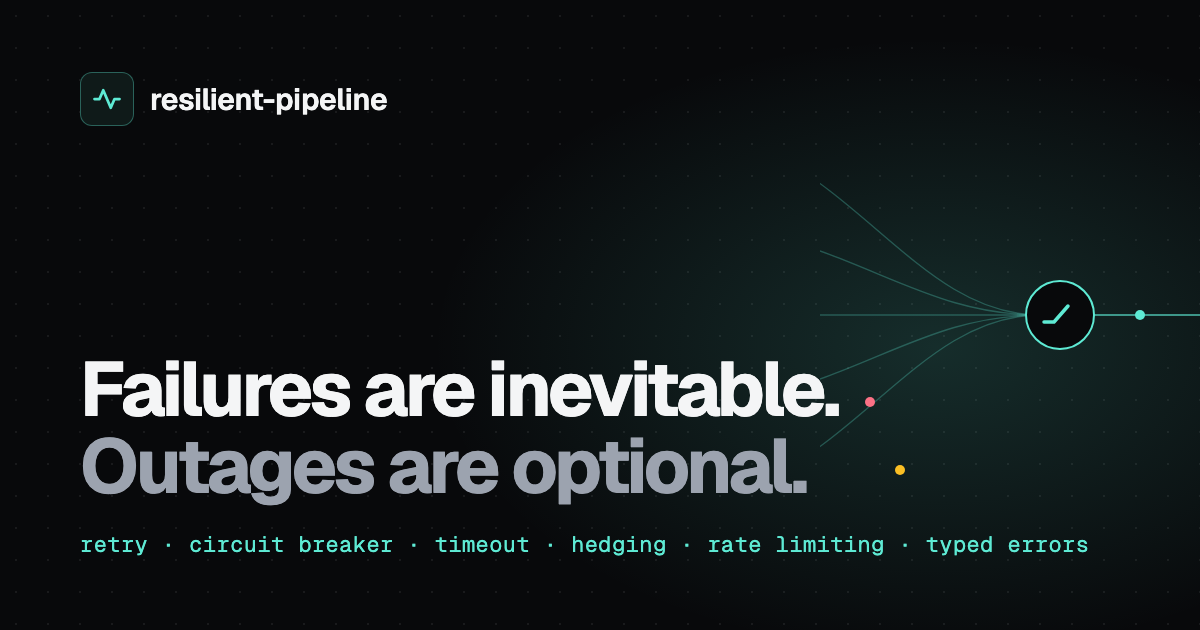 resilient-pipeline
Failures are inevitable.
Outages are optional.
retry · circuit breaker · timeout · hedging · rate limiting · typed errors